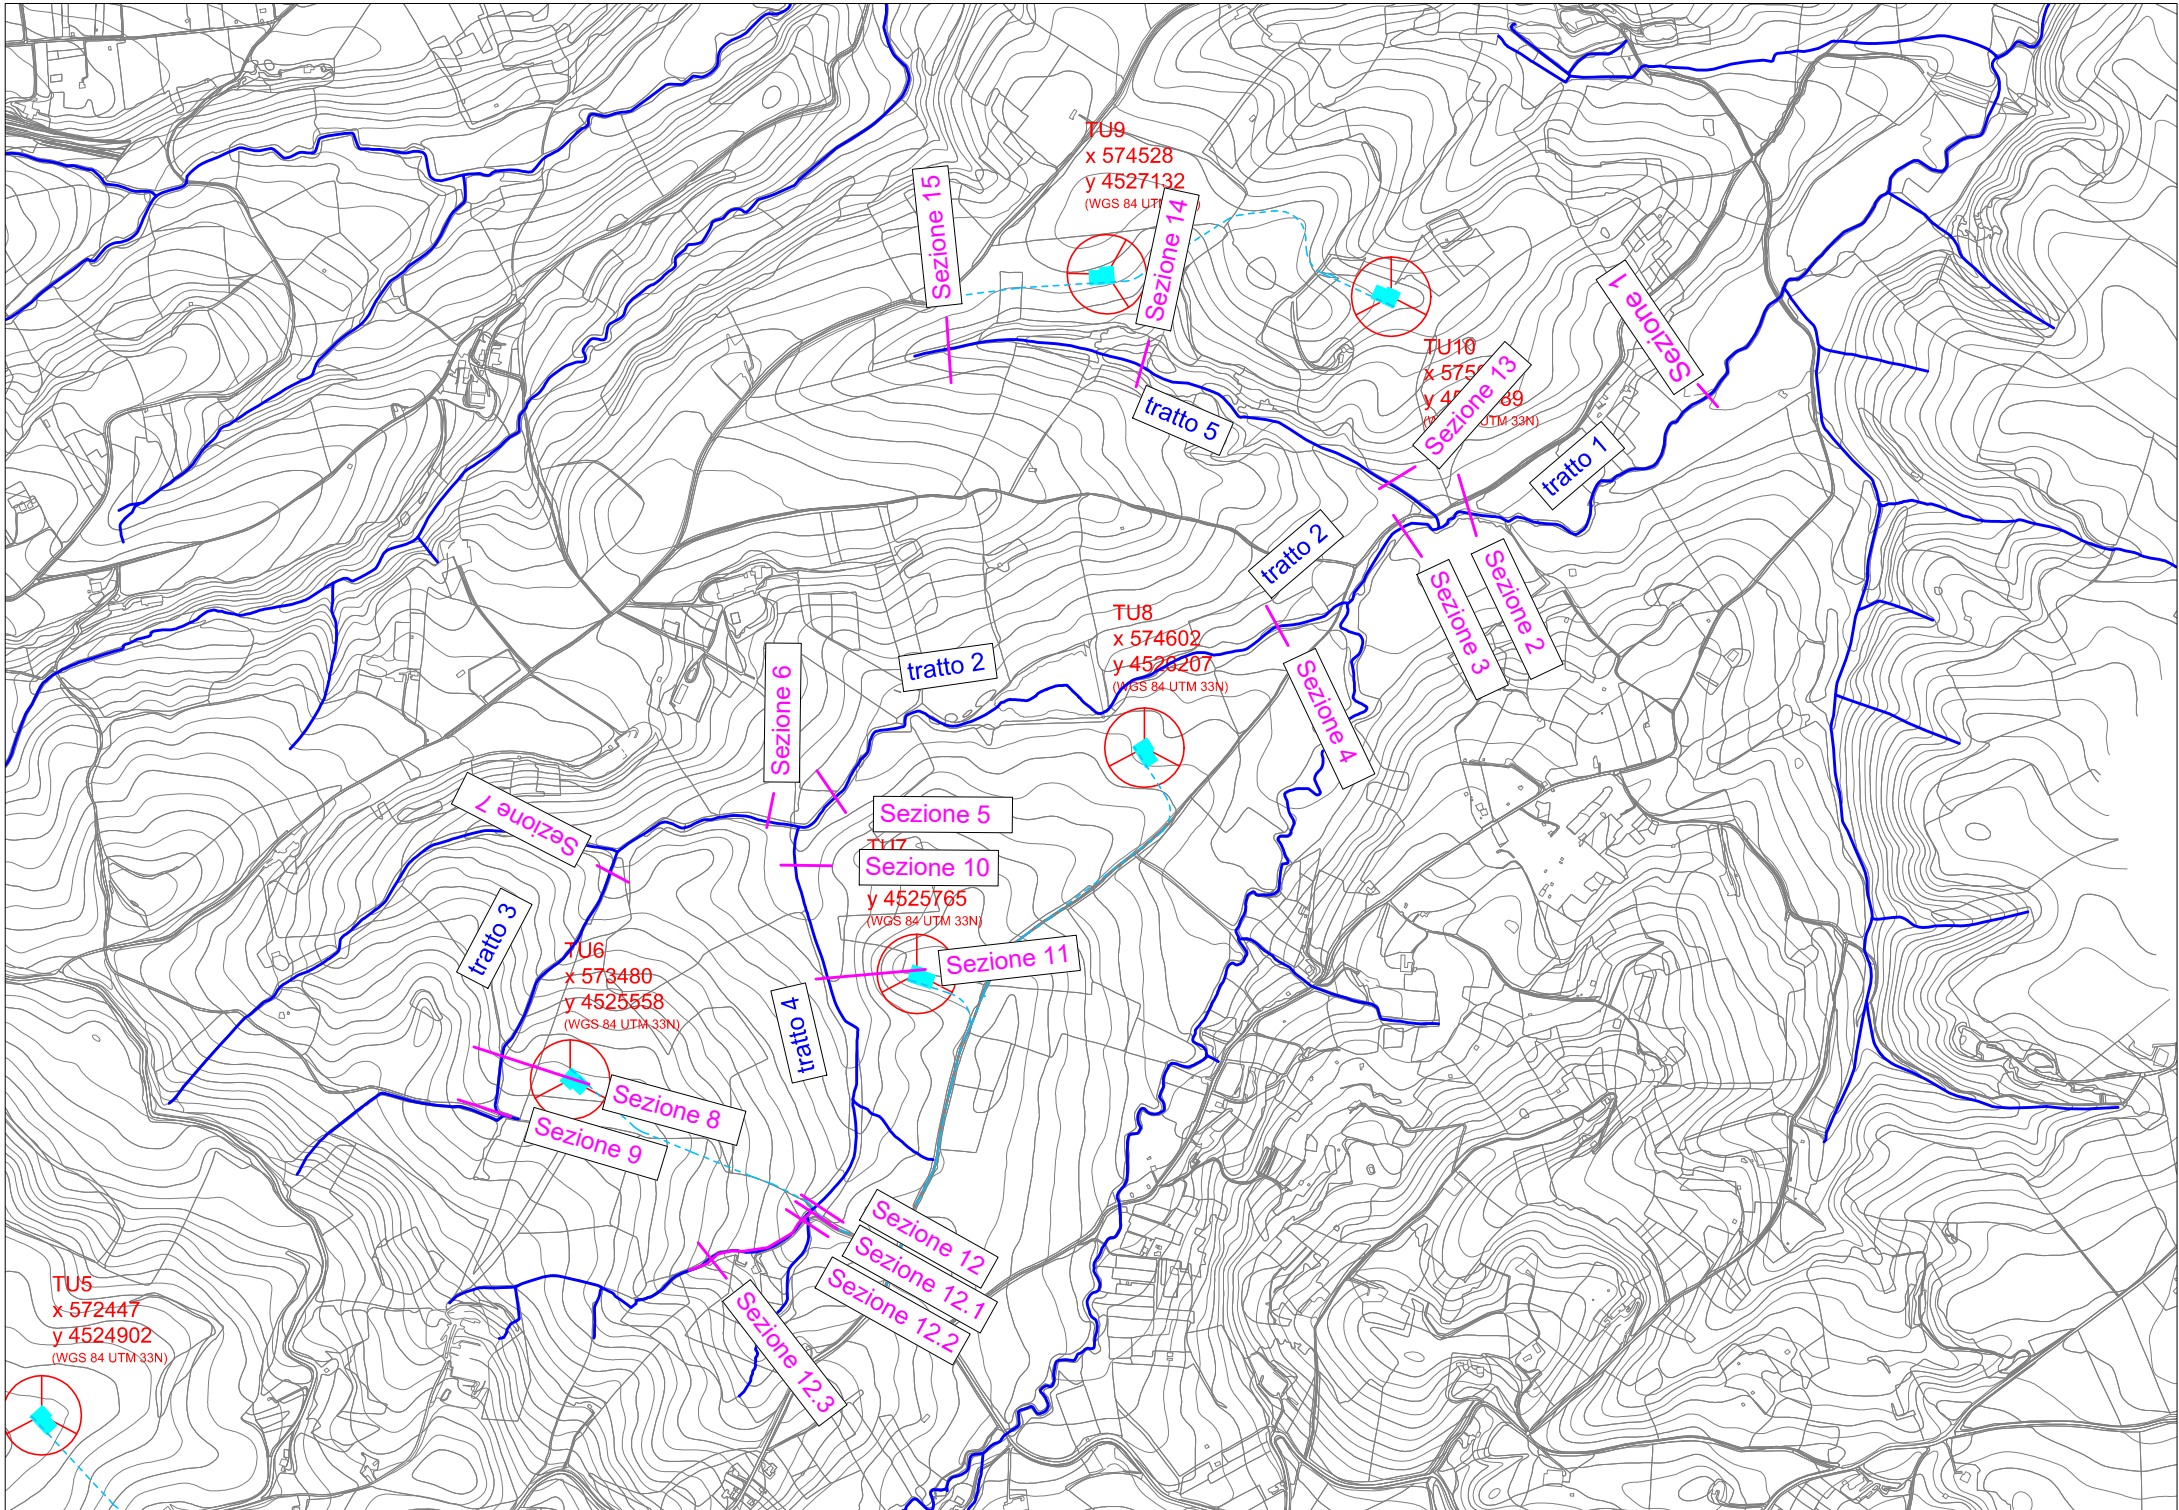 TU9
x 574528
y 4527132
(WGS 84 UT
Sezione 15
Sezione 14
Sezione 1
TU10
x 575
y 4
89
UTM 33N)
Sezione 13
tratto 5
tratto 1
tratto 2
Sezione 2
Sezione 3
TU8
x 574602
y 4526207
(WGS 84 UTM 33N)
Sezione 4
tratto 2
Sezione 6
Sezione 5
Sezione 7
TU7
Sezione 10
y 4525765
(WGS 84 UTM 33N)
Sezione 11
tratto 3
TU6
x 573480
y 4525558
(WGS 84 UTM 33N)
tratto 4
Sezione 8
Sezione 9
Sezione 12
Sezione 12.1
Sezione 12.2
Sezione 12.3
TU5
x 572447
y 4524902
(WGS 84 UTM 33N)